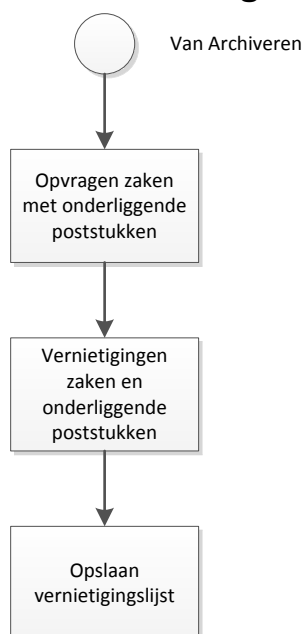 Van Archiveren
Opvragen zaken
met onderliggende
poststukken
Vernietigingen
zaken en
onderliggende
poststukken
Opslaan
vernietigingslijst